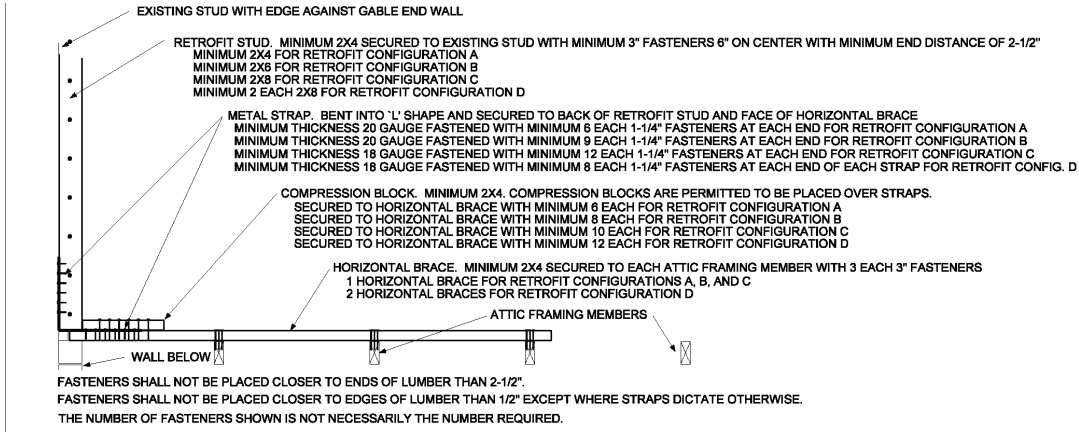 EXISTING STUD WITH EDGE AGAINST GABLE END WALL
RETROFIT STUD. MINIMUM 2X4 SECURED TO EXISTING STUD WITH MINIMUM 3" FASTENERS 6" ON CENTER WITH MINIMUM END DISTANCE OF 2-1/2"
MINIMUM 2X4 FOR RETROFIT CONFIGURATION A
MINIMUM 2X6 FOR RETROFIT CONFIGURATION B
MINIMUM 2X8 FOR RETROFIT CONFIGURATION C
MINIMUM 2 EACH 2X8 FOR RETROFIT CONFIGURATION D
METAL STRAP. BENT INTO `L' SHAPE AND SECURED TO BACK OF RETROFIT STUD AND FACE OF HORIZONTAL BRACE
MINIMUM THICKNESS 20 GAUGE FASTENED WITH MINIMUM 6 EACH 1-1/4" FASTENERS AT EACH END FOR RETROFIT CONFIGURATION A
MINIMUM THICKNESS 20 GAUGE FASTENED WITH MINIMUM 9 EACH 1-1/4" FASTENERS AT EACH END FOR RETROFIT CONFIGURATION B
MINIMUM THICKNESS 18 GAUGE FASTENED WITH MINIMUM 12 EACH 1-1/4" FASTENERS AT EACH END FOR RETROFIT CONFIGURATION C
MINIMUM THICKNESS 18 GAUGE FASTENED WITH MINIMUM 8 EACH 1-1/4" FASTENERS AT END OF EACH STRAP FOR RETROFIT CONFIG. D
COMPRESSION BLOCK. MINIMUM 2X4. COMPRESSION BLOCKS ARE PERMITTED TO BE PLACED OVER STRAPS.
SECURED TO HORIZONTAL BRACE WITH MINIMUM 6 EACH FOR RETROFIT CONFIGURATION A
SECURED TO HORIZONTAL BRACE WITH MINIMUM 8 EACH FOR RETROFIT CONFIGURATION B
SECURED TO HORIZONTAL BRACE WITH MINIMUM 10 EACH FOR RETROFIT CONFIGURATION C
SECURED TO HORIZONTAL BRACE WITH MINIMUM 12 EACH FOR RETROFIT CONFIGURATION D
HORIZONTAL BRACE. MINIMUM 2X4 SECURED TO EACH ATTIC FRAMING MEMBER WITH 3 EACH 3" FASTENERS
1 HORIZONTAL BRACE FOR RETROFIT CONFIGURATIONS A, B, AND C
2 HORIZONTAL BRACES FOR RETROFIT CONFIGURATION D
ATTIC FRAMING MEMBERS
WALL BELOW
FASTENERS SHALL NOT BE PLACED CLOSER TO ENDS OF LUMBER THAN 2-1/2".
FASTENERS SHALL NOT BE PLACED CLOSER TO EDGES OF LUMBER THAN 1/2" EXCEPT WHERE STRAPS DICTATE OTHERWISE.
THE NUMBER OF FASTENERS SHOWN IS NOT NECESSARILY THE NUMBER REQUIRED.